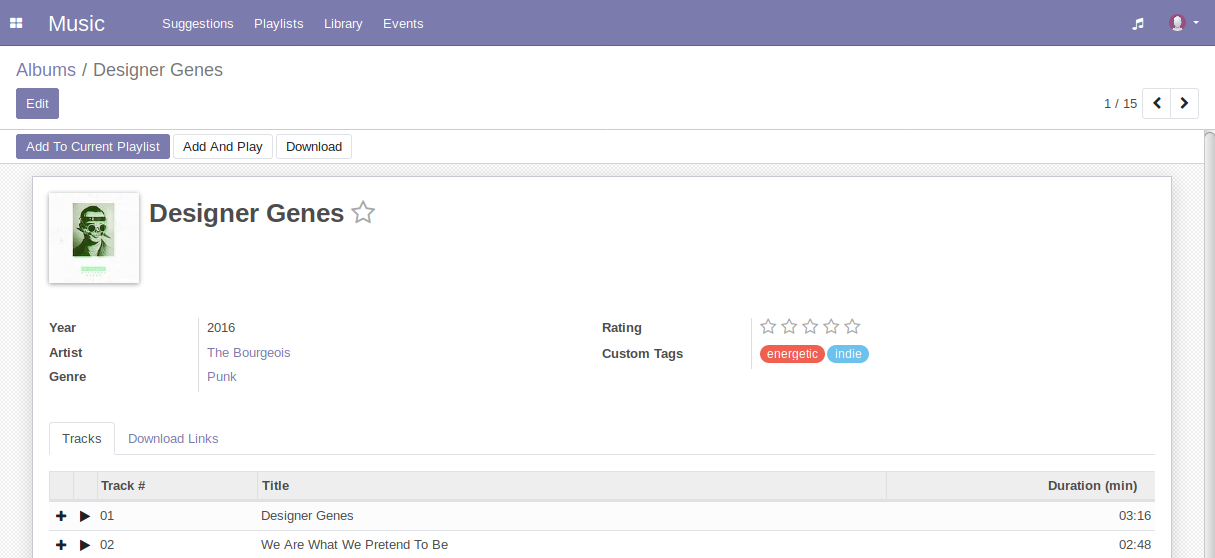 Music Suggestions Playlists Library Events
Albums / Designer Genes
Edit 1 / 15
Add To Current Playlist Add And Play Download
Designer Genes
Year 2016 Rating
Artist The Bourgeois Custom Tags energetic indie
Genre Punk
Tracks Download Links
Track # Title Duration (min)
01 Designer Genes 03:16
02 We Are What We Pretend To Be 02:48